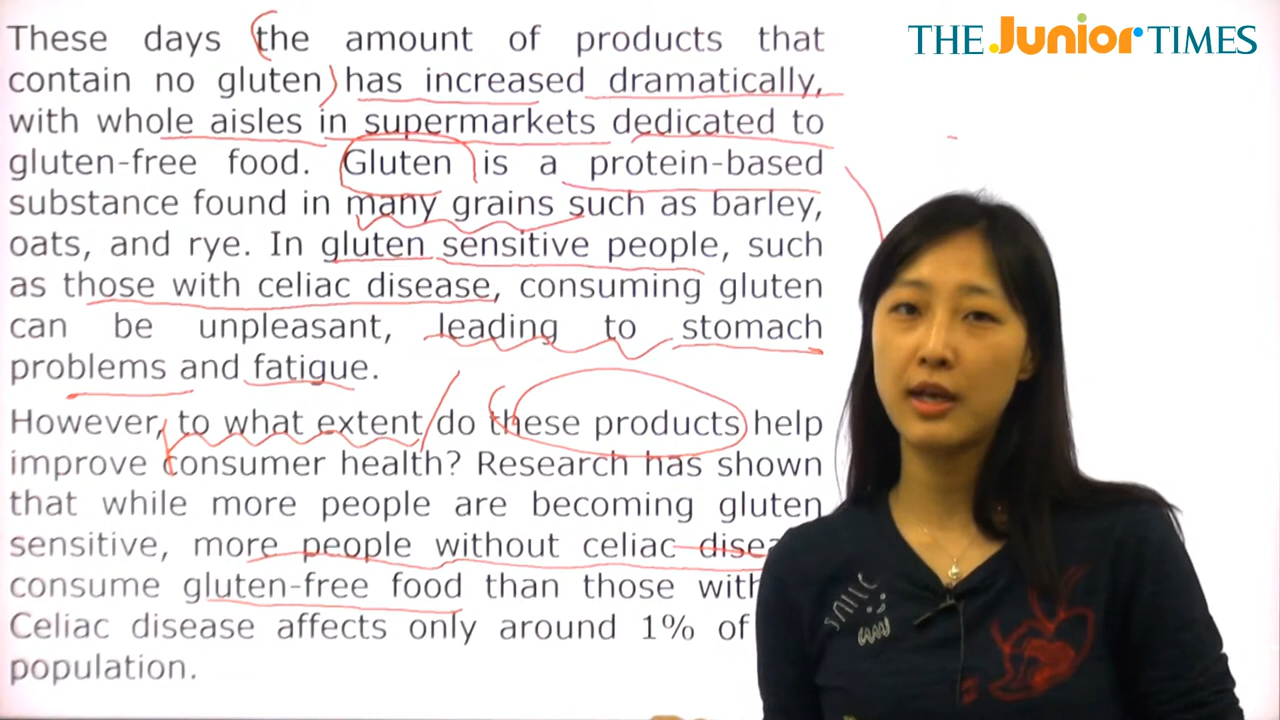 THE Junior TIMES
These days the amount of products that
contain no gluten has increased dramatically,
with whole aisles in supermarkets dedicated to
gluten-free food. Gluten is a protein-based
substance found in many grains such as barley,
oats, and rye. In gluten sensitive people, such
as those with celiac disease, consuming gluten
can be unpleasant, leading to stomach
problems and fatigue.
However, to what extent do these products help
improve consumer health? Research has shown
that while more people are becoming gluten
sensitive, more people without celiac
consume gluten-free food than those
Celiac disease affects only around 1% of
population.